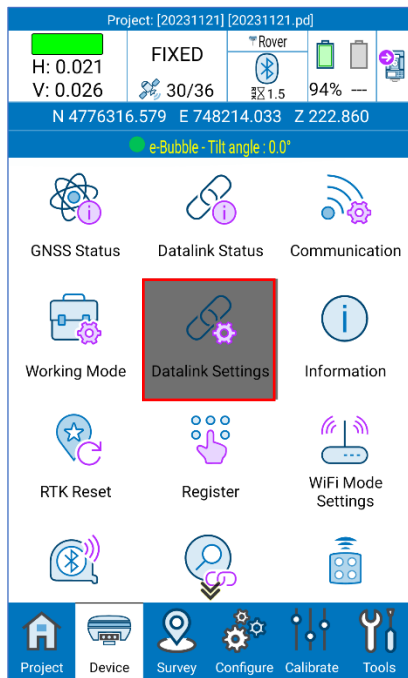 Project: [20231121] [20231121.pd]
H: 0.021
V: 0.026
FIXED
30/36
Rover
1.5
94%
---
N 4776316.579 E 748214.033 Z 222.860
e-Bubble - Tilt angle : 0.0°
GNSS Status
Datalink Status
Communication
Working Mode
Datalink Settings
Information
RTK Reset
Register
WiFi Mode
Settings
Project
Device
Survey
Configure
Calibrate
Tools